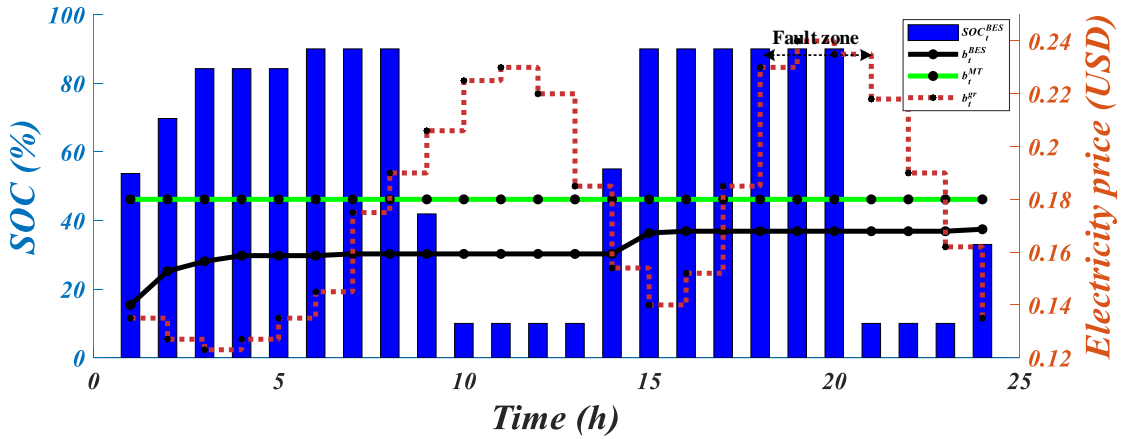 100
80
60
40
20
0
SOC (%)
0
5
10
15
20
25
Time (h)
0.24
0.22
0.2
0.18
0.16
0.14
0.12
Electricity price (USD)
Fault zone
SOC_t^BES
b_t^BES
b_t^MT
b_t^gr